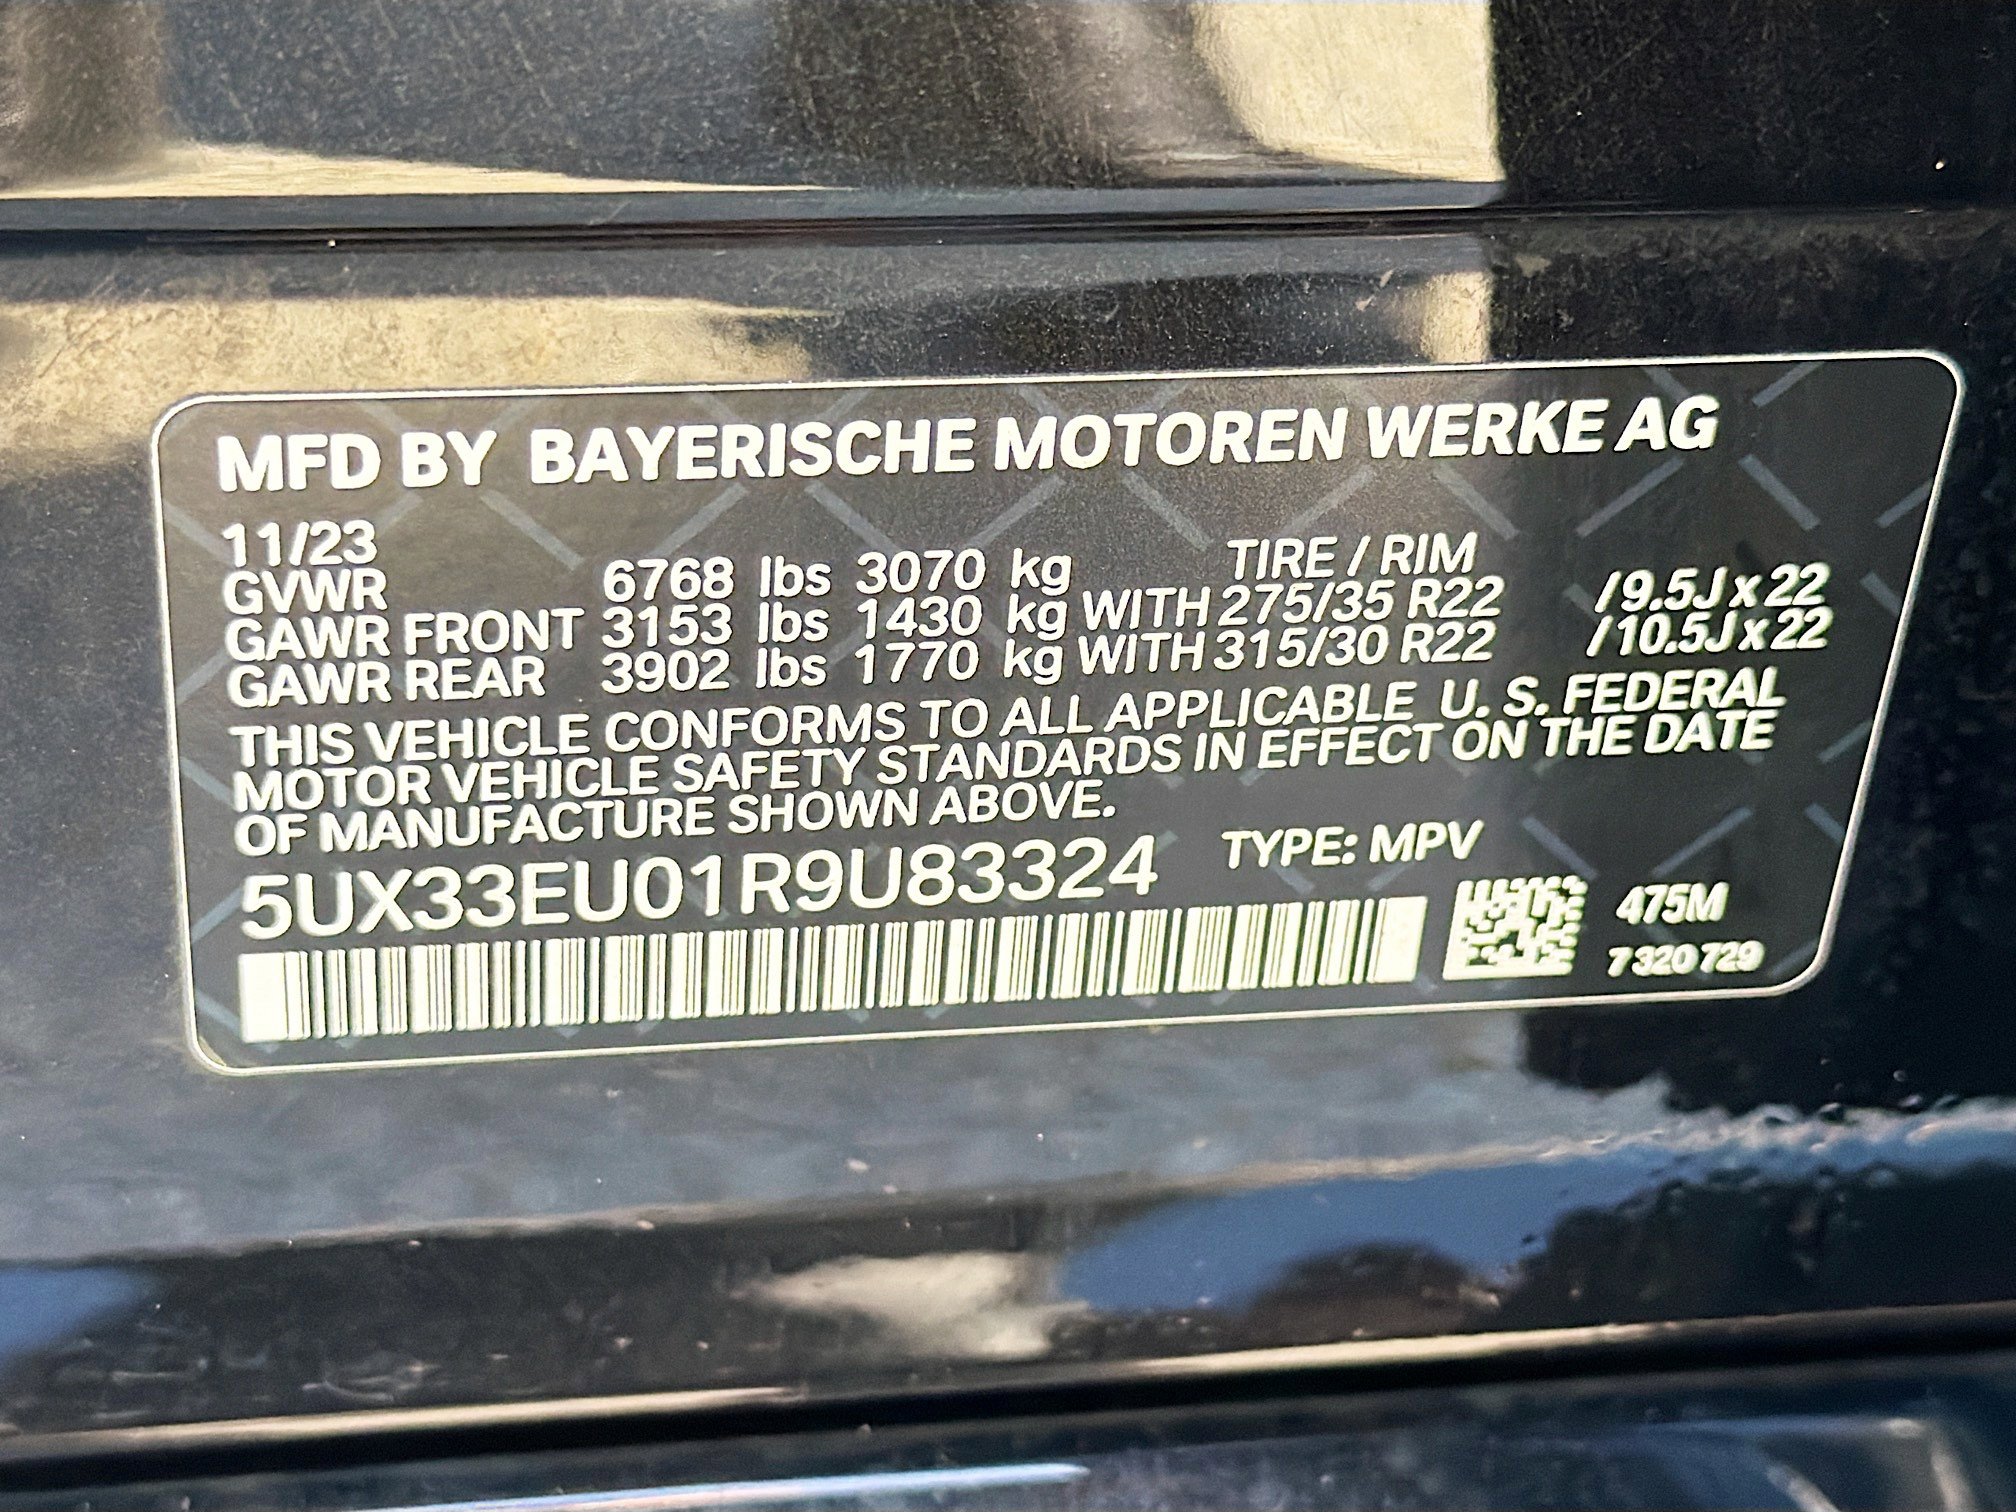 MFD BY BAYERISCHE MOTOREN WERKE AG
11/23 TIRE / RIM
GVWR 6768 lbs 3070 kg
GAWR FRONT 3153 lbs 1430 kg WITH 275/35 R22 /9.5J x 22
GAWR REAR 3902 lbs 1770 kg WITH 315/30 R22 /10.5J x 22
THIS VEHICLE CONFORMS TO ALL APPLICABLE U. S. FEDERAL
MOTOR VEHICLE SAFETY STANDARDS IN EFFECT ON THE DATE
OF MANUFACTURE SHOWN ABOVE.
5UX33EU01R9U83324 TYPE: MPV
475M
7 320 729